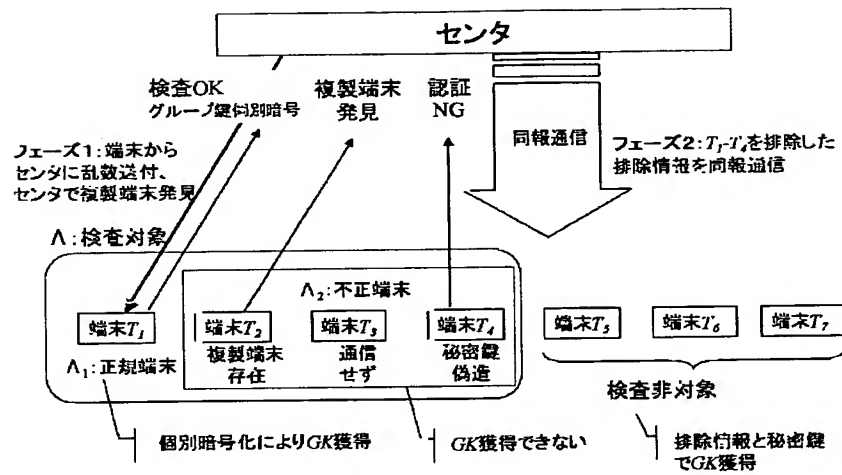 センタ
検査OK
グループ鍵個別暗号
複製端末
発見
認証
NG
同報通信
フェーズ1:端末から
センタに乱数送付、
センタで複製端末発見
フェーズ2:T1-T4を排除した
排除情報を同報通信
Λ:検査対象
Λ2:不正端末
端末T1
端末T2
端末T3
端末T4
端末T5
端末T6
端末T7
複製端末
存在
通信
せず
秘密鍵
偽造
Λ1:正規端末
検査非対象
個別暗号化によりGK獲得
GK獲得できない
排除情報と秘密鍵
でGK獲得